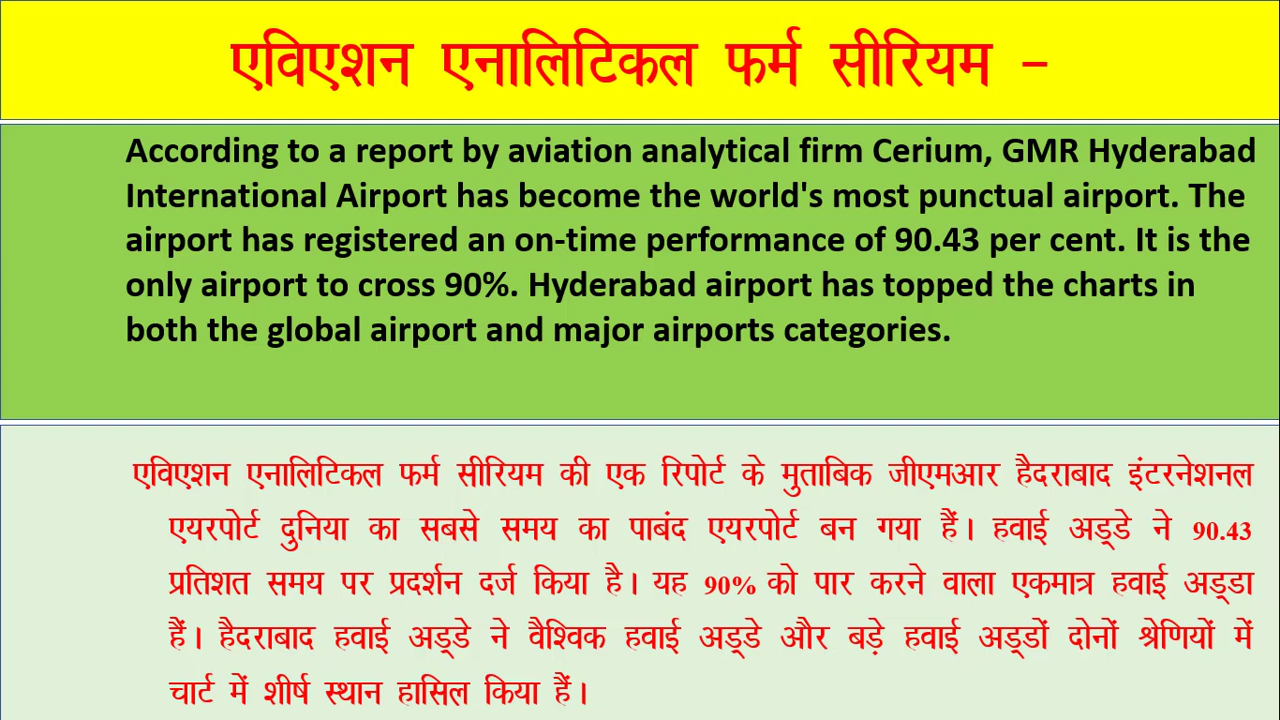 एविएशन एनालिटिकल फर्म सीरियम –
According to a report by aviation analytical firm Cerium, GMR Hyderabad
International Airport has become the world's most punctual airport. The
airport has registered an on-time performance of 90.43 per cent. It is the
only airport to cross 90%. Hyderabad airport has topped the charts in
both the global airport and major airports categories.
एविएशन एनालिटिकल फर्म सीरियम की एक रिपोर्ट के मुताबिक जीएमआर हैदराबाद इंटरनेशनल
एयरपोर्ट दुनिया का सबसे समय का पाबंद एयरपोर्ट बन गया हैं। हवाई अड्डे ने 90.43
प्रतिशत समय पर प्रदर्शन दर्ज किया है। यह 90% को पार करने वाला एकमात्र हवाई अड्डा
हैं। हैदराबाद हवाई अड्डे ने वैश्विक हवाई अड्डे और बड़े हवाई अड्डों दोनों श्रेणियों में
चार्ट में शीर्ष स्थान हासिल किया हैं।